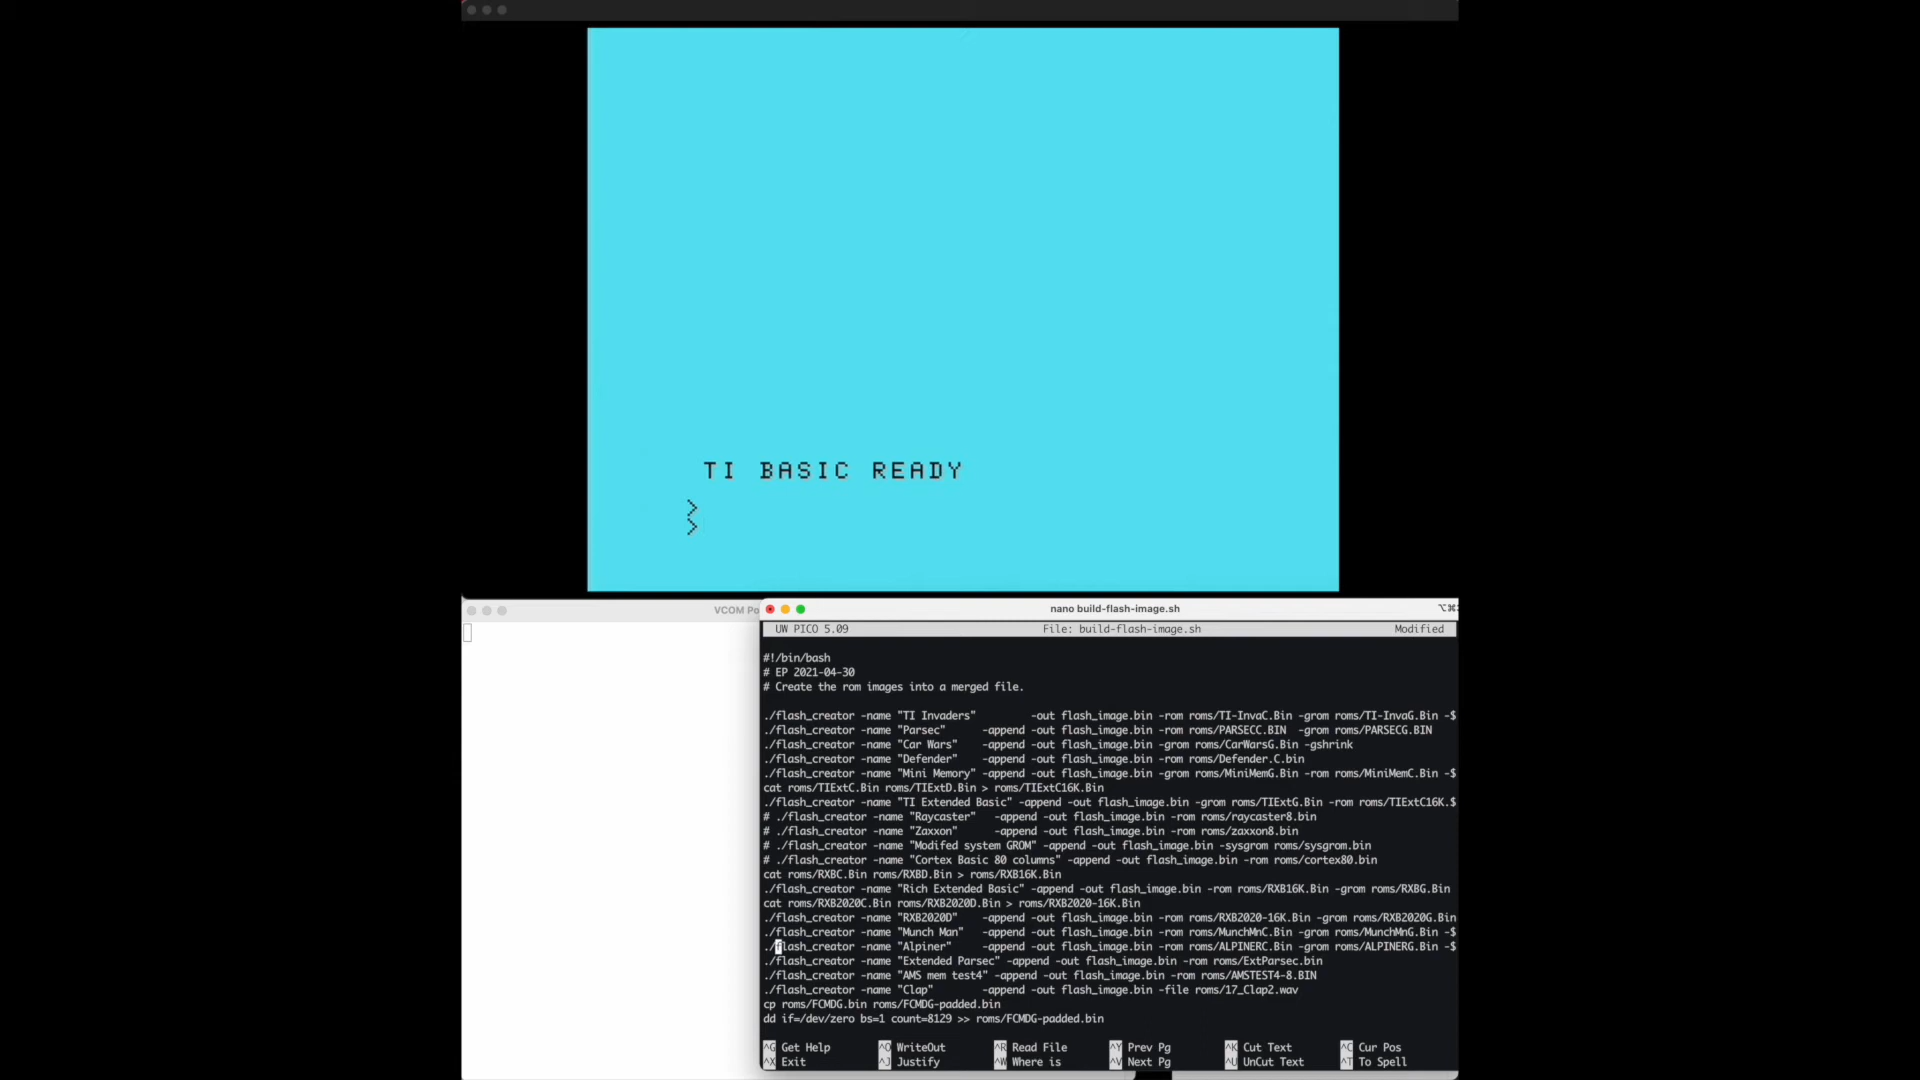 TI BASIC READY
>
>
VCOM Po
nano build-flash-image.sh
⌥⌘
UW PICO 5.09 File: build-flash-image.sh Modified
#!/bin/bash
# EP 2021-04-30
# Create the rom images into a merged file.
./flash_creator -name "TI Invaders" -out flash_image.bin -rom roms/TI-InvaC.Bin -grom roms/TI-InvaG.Bin -$
./flash_creator -name "Parsec" -append -out flash_image.bin -rom roms/PARSECC.BIN -grom roms/PARSECG.BIN
./flash_creator -name "Car Wars" -append -out flash_image.bin -grom roms/CarWarsG.Bin -gshrink
./flash_creator -name "Defender" -append -out flash_image.bin -rom roms/Defender.C.bin
./flash_creator -name "Mini Memory" -append -out flash_image.bin -grom roms/MiniMemG.Bin -rom roms/MiniMemC.Bin -$
cat roms/TIExtC.Bin roms/TIExtD.Bin > roms/TIExtC16K.Bin
./flash_creator -name "TI Extended Basic" -append -out flash_image.bin -grom roms/TIExtG.Bin -rom roms/TIExtC16K.$
# ./flash_creator -name "Raycaster" -append -out flash_image.bin -rom roms/raycaster8.bin
# ./flash_creator -name "Zaxxon" -append -out flash_image.bin -rom roms/zaxxon8.bin
# ./flash_creator -name "Modifed system GROM" -append -out flash_image.bin -sysgrom roms/sysgrom.bin
# ./flash_creator -name "Cortex Basic 80 columns" -append -out flash_image.bin -rom roms/cortex80.bin
cat roms/RXBC.Bin roms/RXBD.Bin > roms/RXB16K.Bin
./flash_creator -name "Rich Extended Basic" -append -out flash_image.bin -rom roms/RXB16K.Bin -grom roms/RXBG.Bin
cat roms/RXB2020C.Bin roms/RXB2020D.Bin > roms/RXB2020-16K.Bin
./flash_creator -name "RXB2020D" -append -out flash_image.bin -rom roms/RXB2020-16K.Bin -grom roms/RXB2020G.Bin
./flash_creator -name "Munch Man" -append -out flash_image.bin -rom roms/MunchMnC.Bin -grom roms/MunchMnG.Bin -$
./flash_creator -name "Alpiner" -append -out flash_image.bin -rom roms/ALPINERC.Bin -grom roms/ALPINERG.Bin -$
./flash_creator -name "Extended Parsec" -append -out flash_image.bin -rom roms/ExtParsec.bin
./flash_creator -name "AMS mem test4" -append -out flash_image.bin -rom roms/AMSTEST4-8.BIN
./flash_creator -name "Clap" -append -out flash_image.bin -file roms/17_Clap2.wav
cp roms/FCMDG.bin roms/FCMDG-padded.bin
dd if=/dev/zero bs=1 count=8129 >> roms/FCMDG-padded.bin
^G Get Help ^O WriteOut ^R Read File ^Y Prev Pg ^K Cut Text ^C Cur Pos
^X Exit ^J Justify ^W Where is ^V Next Pg ^U UnCut Text ^T To Spell